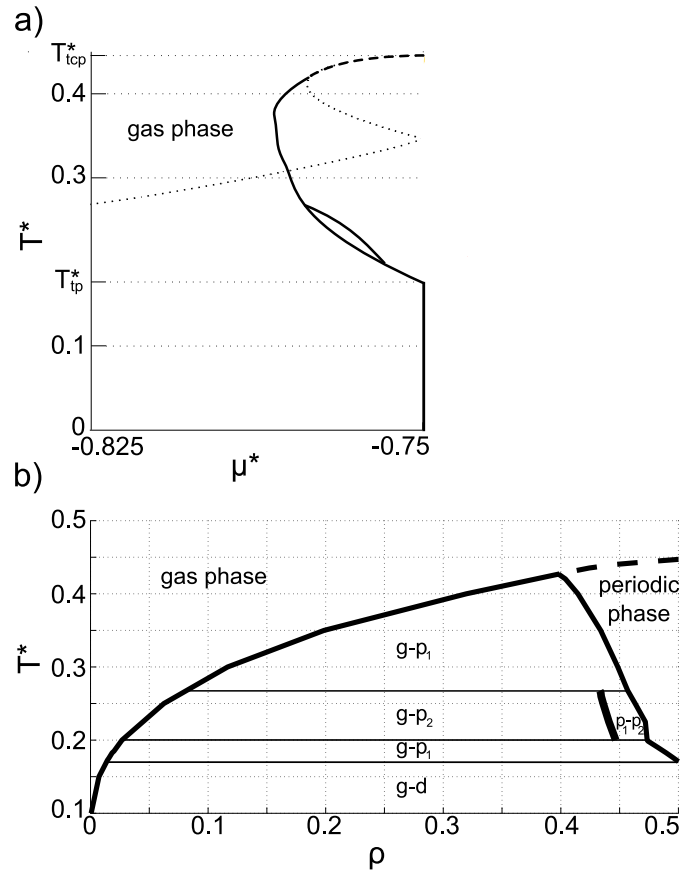 a)
T*tcp
0.4
gas phase
0.3
T*
T*tp
0.1
0
-0.825
-0.75
μ*
b)
0.5
gas phase
periodic phase
0.4
g-p1
0.3
T*
g-p2
p1-p2
0.2
g-p1
g-d
0.1
0
0.1
0.2
0.3
0.4
0.5
ρ